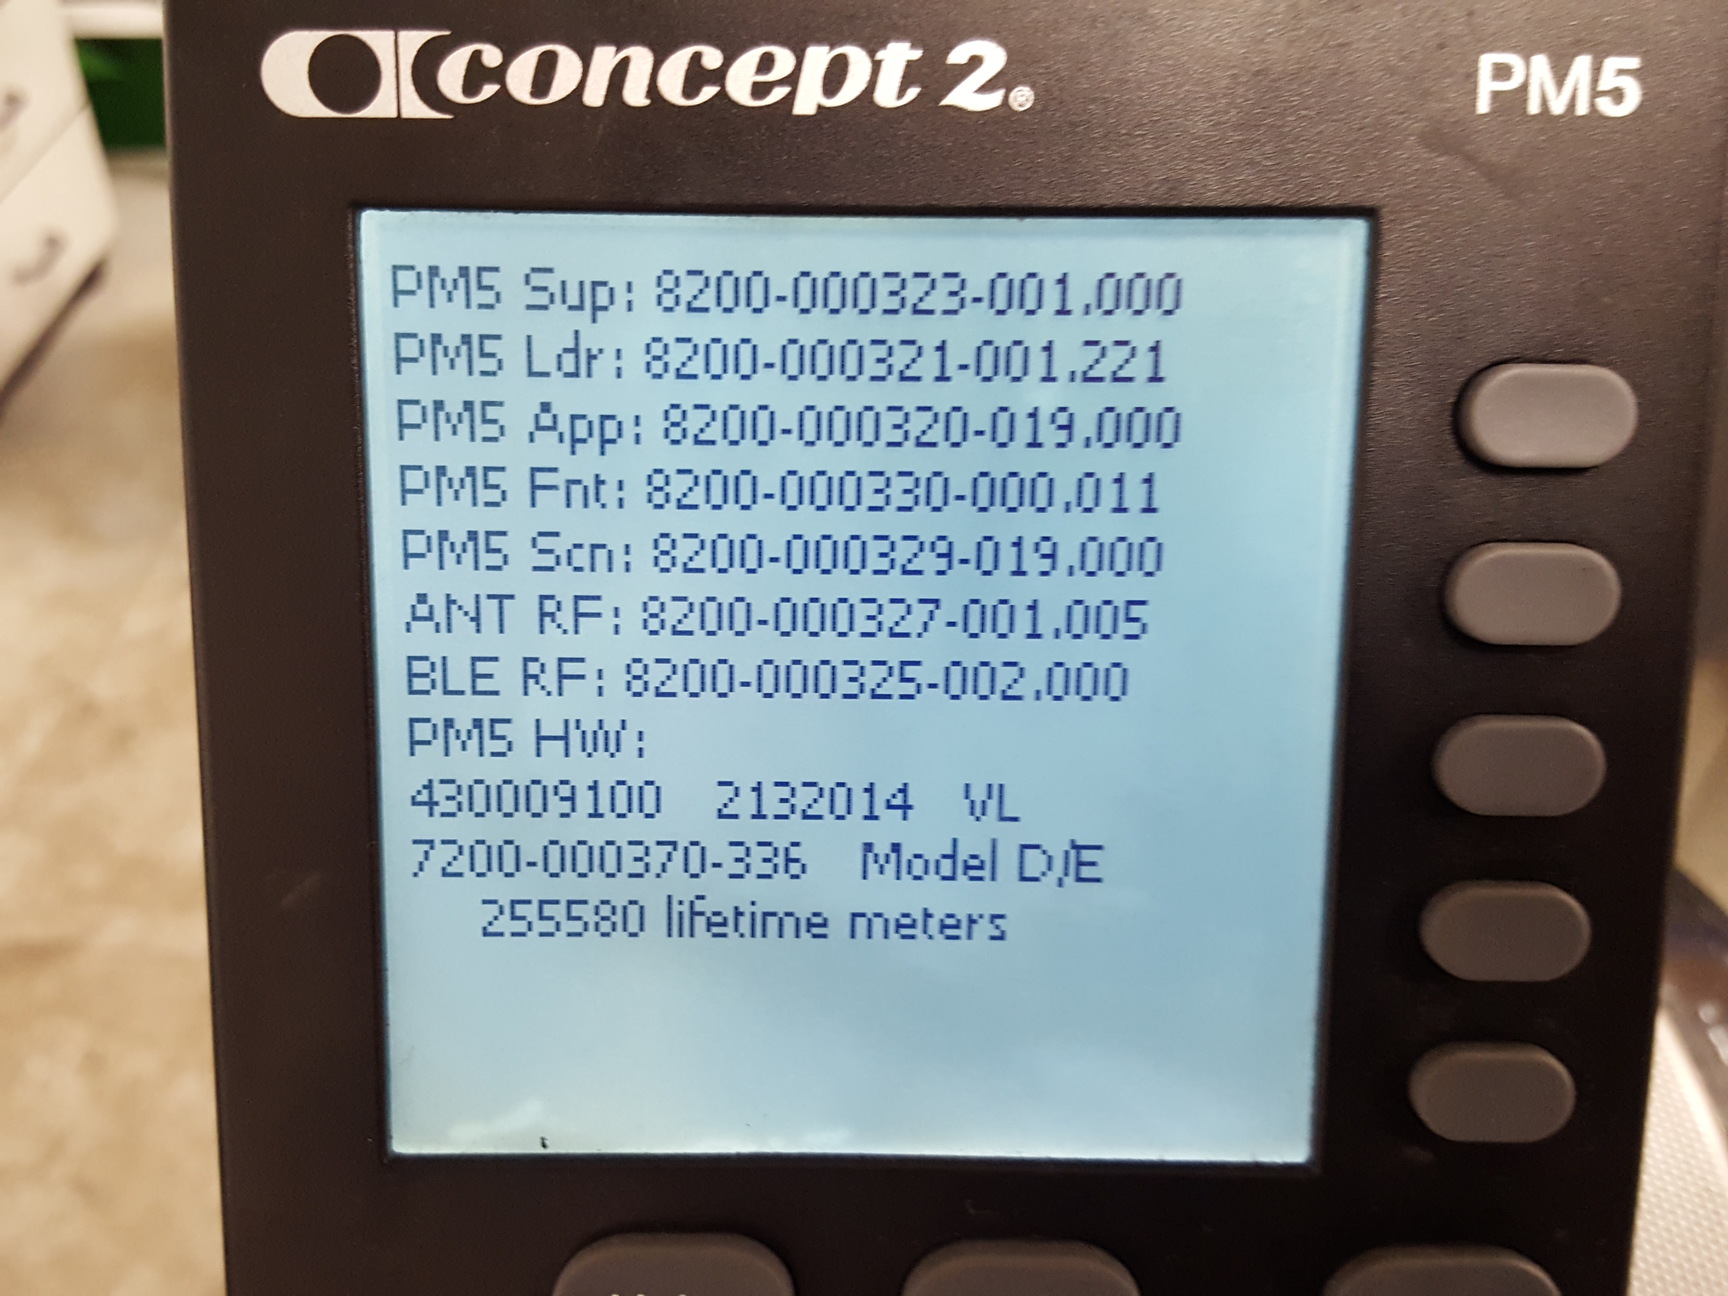 concept 2® PM5
PM5 Sup: 8200-000323-001.000
PM5 Ldr: 8200-000321-001.221
PM5 App: 8200-000320-019.000
PM5 Fnt: 8200-000330-000.011
PM5 Scn: 8200-000329-019.000
ANT RF: 8200-000327-001.005
BLE RF: 8200-000325-002.000
PM5 HW:
430009100 2132014 VL
7200-000370-336 Model D/E
255580 lifetime meters